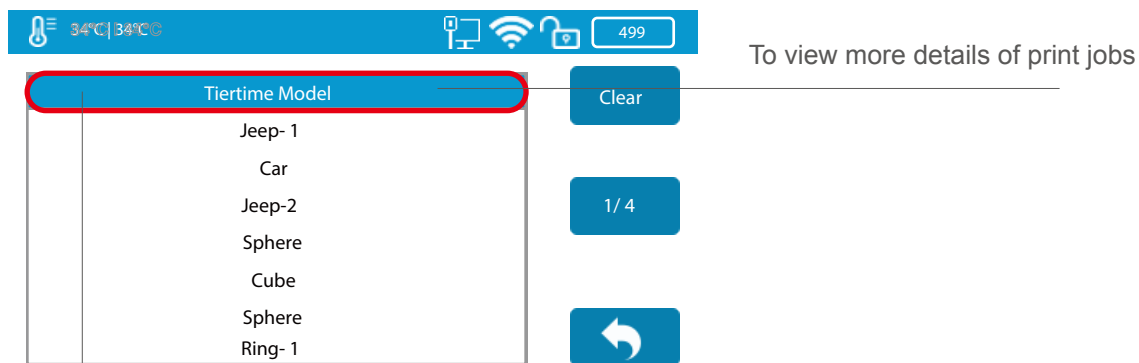 34°C | 34°C
499
To view more details of print jobs
Tiertime Model
Clear
Jeep- 1
Car
Jeep-2
1/ 4
Sphere
Cube
Sphere
Ring- 1